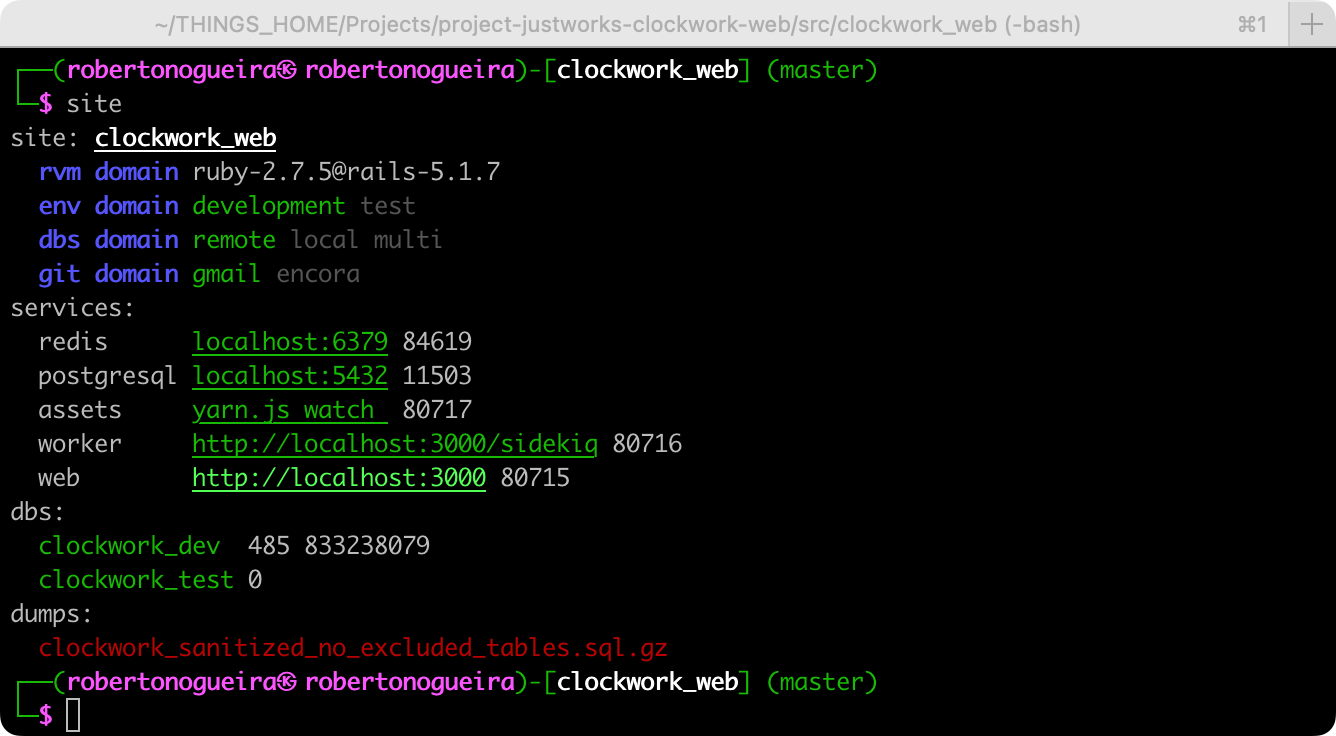 ~/THINGS_HOME/Projects/project-justworks-clockwork-web/src/clockwork_web (-bash) ⌘1 +
┌──(robertonogueira㉿robertonogueira)-[clockwork_web] (master)
└─$ site
site: clockwork_web
  rvm domain ruby-2.7.5@rails-5.1.7
  env domain development test
  dbs domain remote local multi
  git domain gmail encora
services:
  redis      localhost:6379 84619
  postgresql localhost:5432 11503
  assets     yarn.js watch  80717
  worker     http://localhost:3000/sidekiq 80716
  web        http://localhost:3000 80715
dbs:
  clockwork_dev  485 833238079
  clockwork_test 0
dumps:
  clockwork_sanitized_no_excluded_tables.sql.gz
┌──(robertonogueira㉿robertonogueira)-[clockwork_web] (master)
└─$